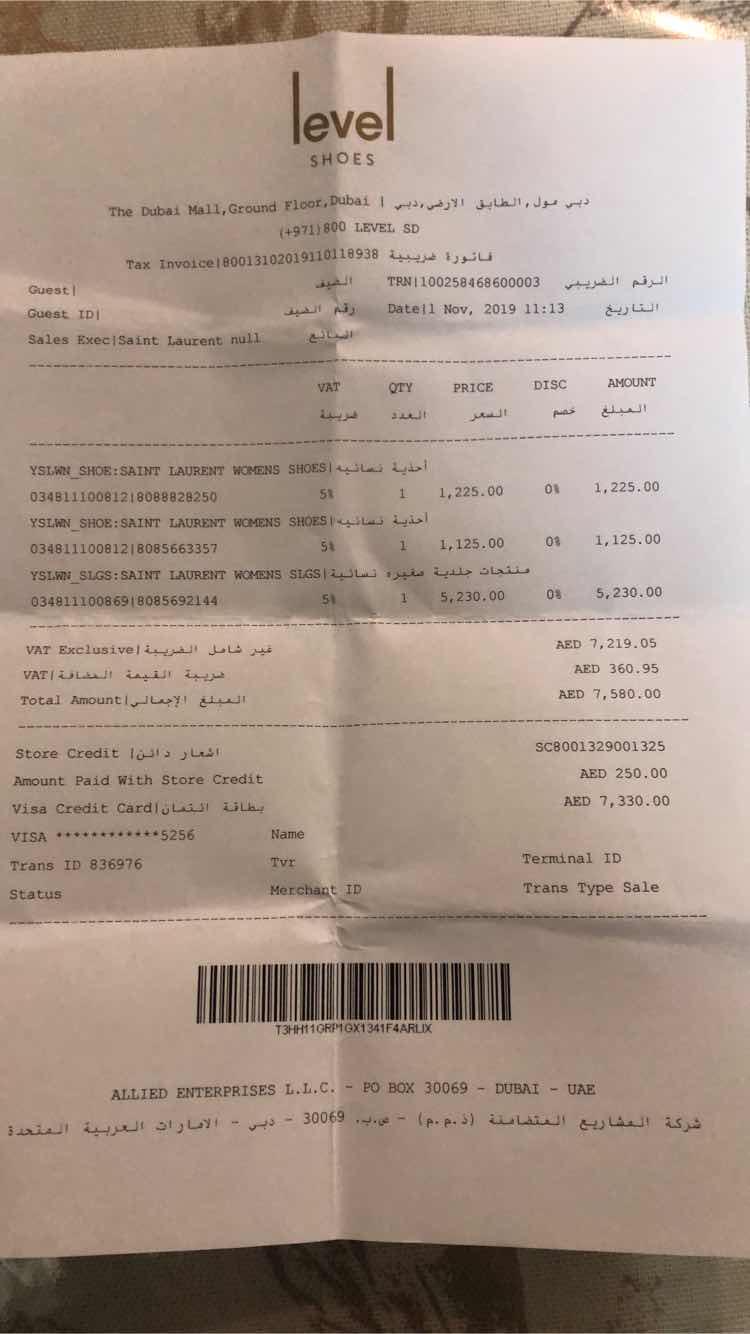 level
SHOES
The Dubai Mall,Ground Floor,Dubai | دبي مول,الطابق الارضي,دبي
(+971)800 LEVEL SD
Tax Invoice|80013102019110118938 فاتورة ضريبية
Guest| الضيف TRN|100258468600003 الرقم الضريبي
Guest ID| رقم الضيف Date|1 Nov, 2019 11:13 التاريخ
Sales Exec|Saint Laurent null البائع
VAT QTY PRICE DISC AMOUNT
ضريبة العدد السعر خصم المبلغ
YSLWN_SHOE:SAINT LAURENT WOMENS SHOES|أحذية نسائيه
034811100812|8088828250 5% 1 1,225.00 0% 1,225.00
YSLWN_SHOE:SAINT LAURENT WOMENS SHOES|أحذية نسائيه
034811100812|8085663357 5% 1 1,125.00 0% 1,125.00
YSLWN_SLGS:SAINT LAURENT WOMENS SLGS|منتجات جلدية صغيره نسائية
034811100869|8085692144 5% 1 5,230.00 0% 5,230.00
VAT Exclusive|غير شامل الضريبة AED 7,219.05
VAT|ضريبة القيمة المضافة AED 360.95
Total Amount|المبلغ الإجمالي AED 7,580.00
Store Credit |اشعار دائن SC8001329001325
Amount Paid With Store Credit AED 250.00
Visa Credit Card|بطاقة ائتمان AED 7,330.00
VISA ************5256 Name
Trans ID 836976 Tvr Terminal ID
Status Merchant ID Trans Type Sale
T3HH11GRP1GX1341F4ARLIX
ALLIED ENTERPRISES L.L.C. - PO BOX 30069 - DUBAI - UAE
شركة المشاريع المتضامنة (ذ.م.م) - ص.ب. 30069 - دبي - الامارات العربية المتحدة